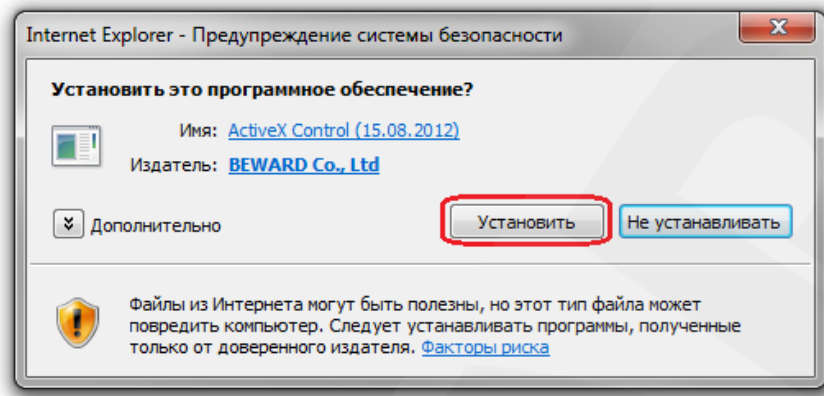 Internet Explorer - Предупреждение системы безопасности
Установить это программное обеспечение?
Имя: ActiveX Control (15.08.2012)
Издатель: BEWARD Co., Ltd
Дополнительно
Установить
Не устанавливать
Файлы из Интернета могут быть полезны, но этот тип файла может
повредить компьютер. Следует устанавливать программы, полученные
только от доверенного издателя. Факторы риска